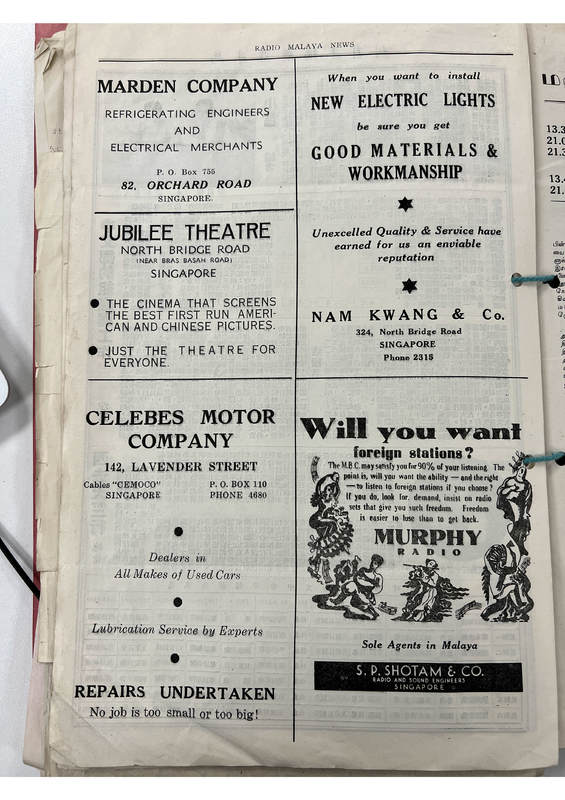 RADIO MALAYA NEWS
MARDEN COMPANY
REFRIGERATING ENGINEERS
AND
ELECTRICAL MERCHANTS
P. O. Box 755
82, ORCHARD ROAD
SINGAPORE.
JUBILEE THEATRE
NORTH BRIDGE ROAD
(NEAR BRAS BASAH ROAD)
SINGAPORE
● THE CINEMA THAT SCREENS
THE BEST FIRST RUN AMERI-
CAN AND CHINESE PICTURES.
● JUST THE THEATRE FOR
EVERYONE.
CELEBES MOTOR
COMPANY
142, LAVENDER STREET
Cables "CEMOCO" P. O. BOX 110
SINGAPORE PHONE 4680
Dealers in
All Makes of Used Cars
Lubrication Service by Experts
REPAIRS UNDERTAKEN
No job is too small or too big!
When you want to install
NEW ELECTRIC LIGHTS
be sure you get
GOOD MATERIALS &
WORKMANSHIP
Unexcelled Quality & Service have
earned for us an enviable
reputation
NAM KWANG & Co.
324, North Bridge Road
SINGAPORE
Phone 2315
Will you want
foreign stations?
The M.B.C. may satisfy you for 90% of your listening. The
point is, will you want the ability — and the right
— to listen to foreign stations if you choose?
If you do, look for, demand, insist on radio
sets that give you such freedom. Freedom
is easier to lose than to get back.
MURPHY
RADIO
Sole Agents in Malaya
S. P. SHOTAM & CO.
RADIO AND SOUND ENGINEERS
SINGAPORE